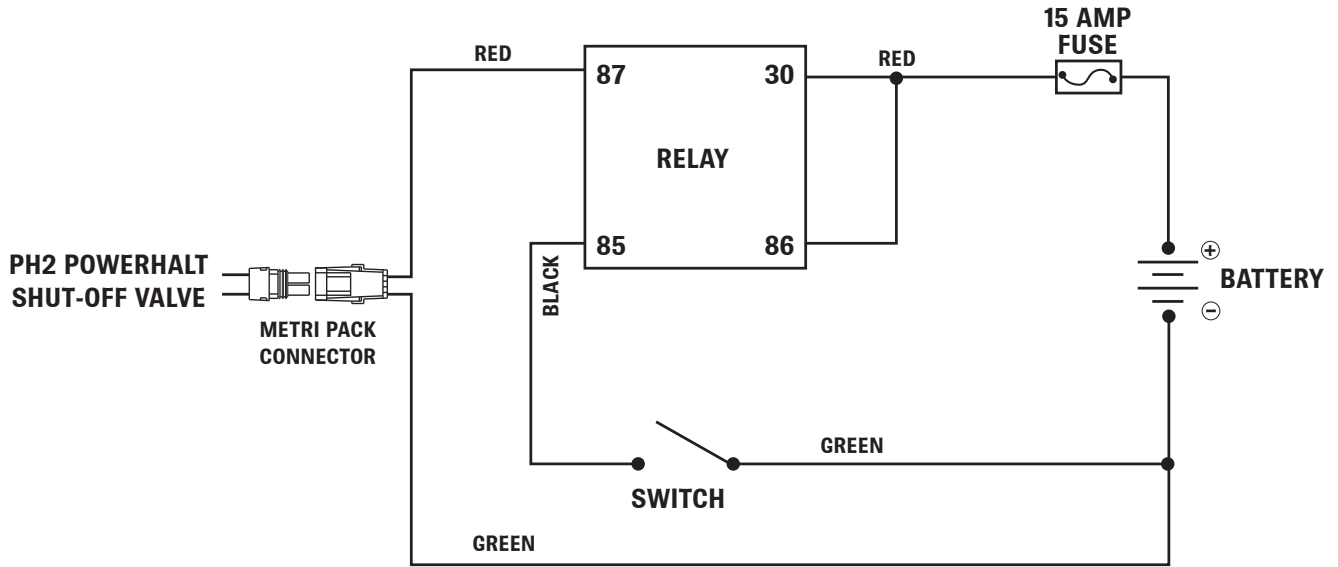 15 AMP
FUSE
RED
RED
87
30
RELAY
85
86
BLACK
PH2 POWERHALT
SHUT-OFF VALVE
METRI PACK
CONNECTOR
+
BATTERY
−
GREEN
SWITCH
GREEN